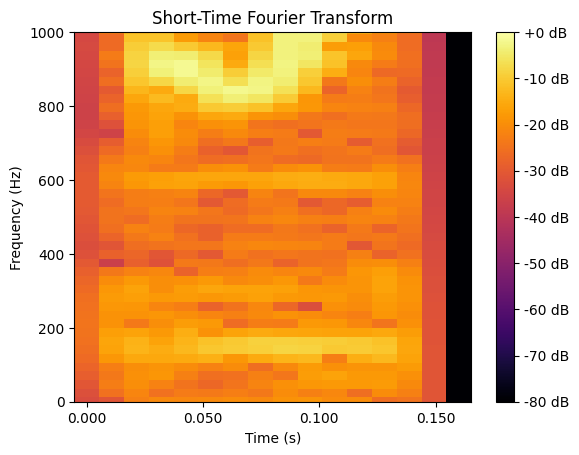 Short-Time Fourier Transform
1000
800
600
400
200
0
Frequency (Hz)
0.000
0.050
0.100
0.150
Time (s)
+0 dB
-10 dB
-20 dB
-30 dB
-40 dB
-50 dB
-60 dB
-70 dB
-80 dB